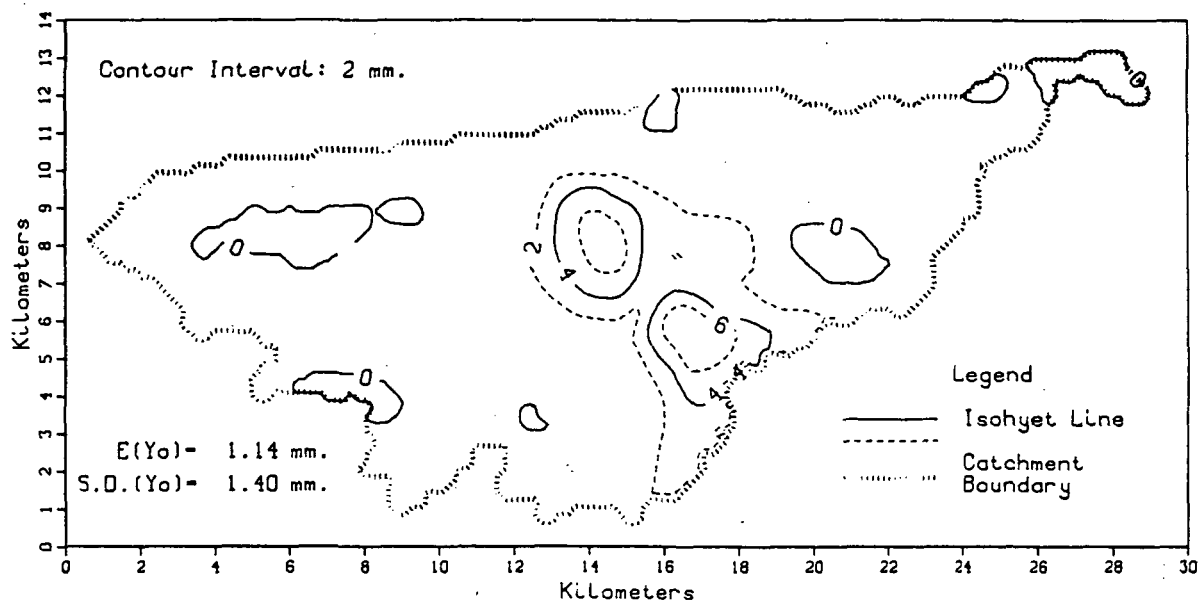 14
13
12
11
10
9
8
7
6
5
4
3
2
1
0
Kilometers
Contour Interval: 2 mm.
0
0
2
4
0
6
0
4
4
0
E(Yo)= 1.14 mm.
S.D.(Yo)= 1.40 mm.
Legend
Isohyet Line
Catchment
Boundary
0 2 4 6 8 10 12 14 16 18 20 22 24 26 28 30
Kilometers